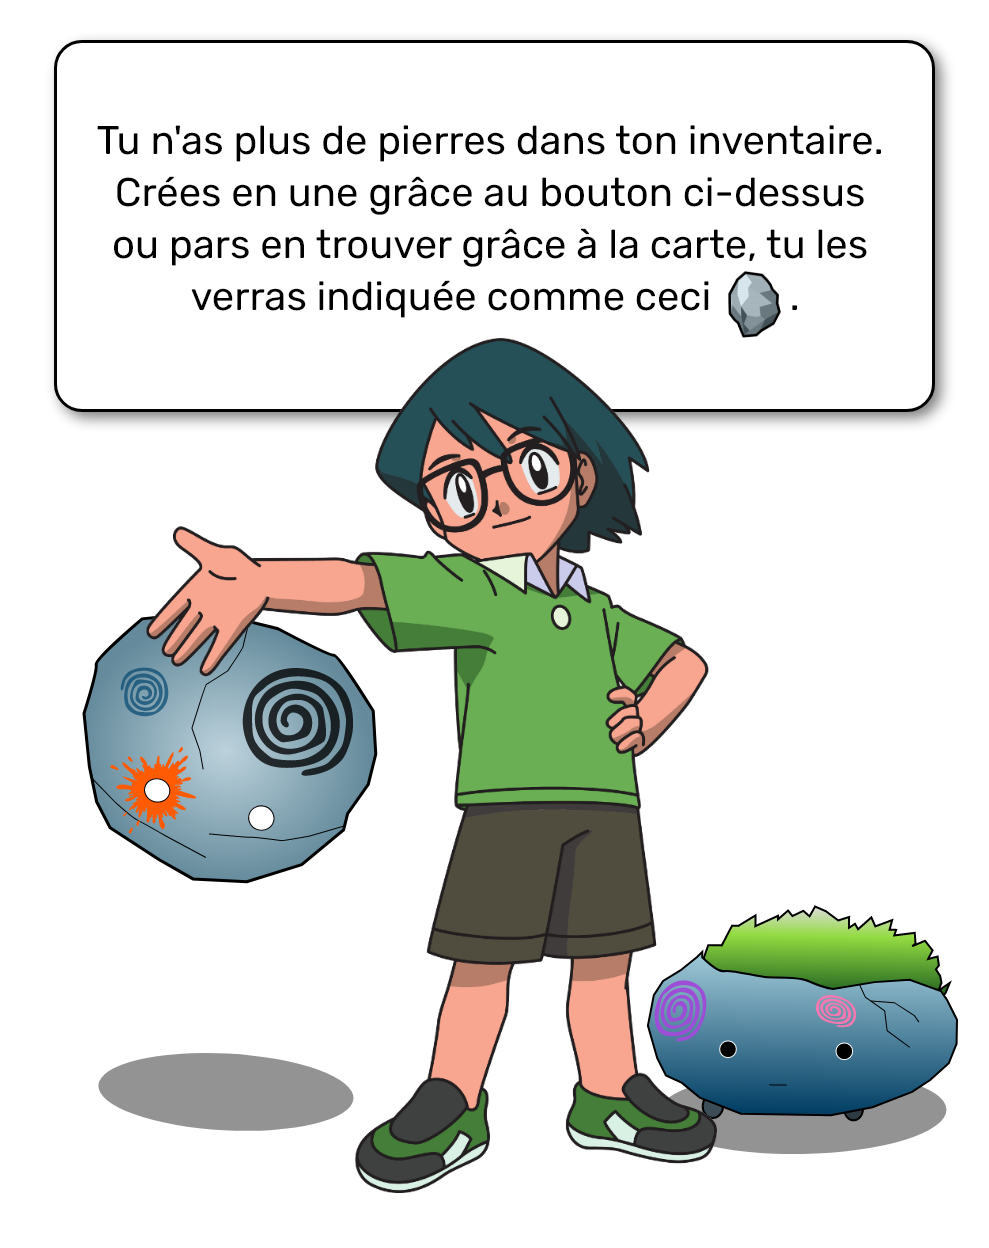 Tu n'as plus de pierres dans ton inventaire.
Crées en une grâce au bouton ci-dessus
ou pars en trouver grâce à la carte, tu les
verras indiquée comme ceci .